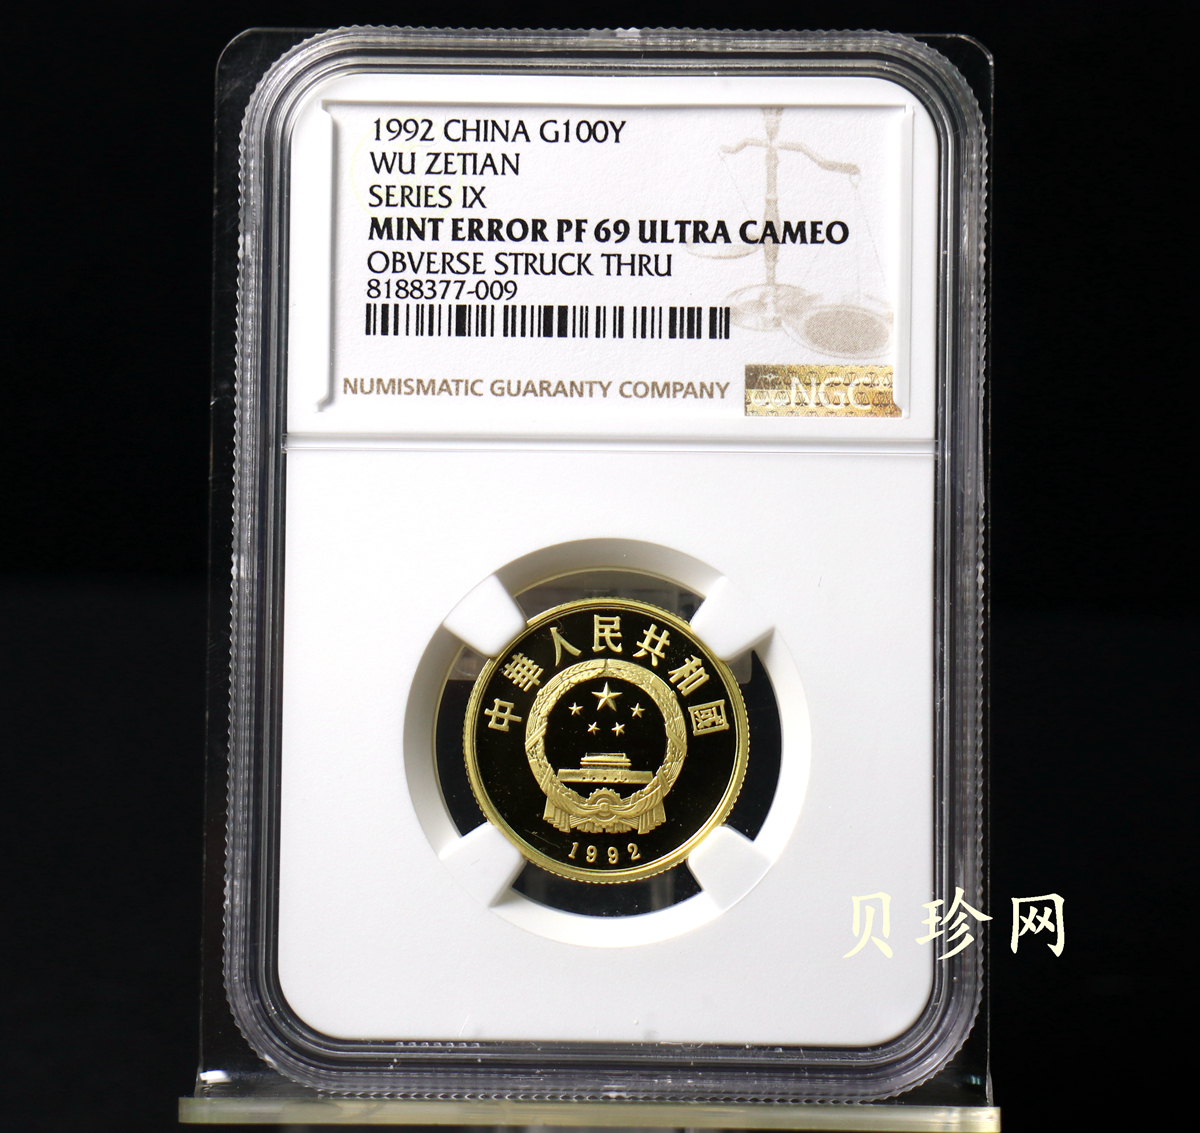 1992 CHINA G100Y
WU ZETIAN
SERIES IX
MINT ERROR PF 69 ULTRA CAMEO
OBVERSE STRUCK THRU
8188377-009
NUMISMATIC GUARANTY COMPANY
NGC
中華人民共和國
1992
贝珍网